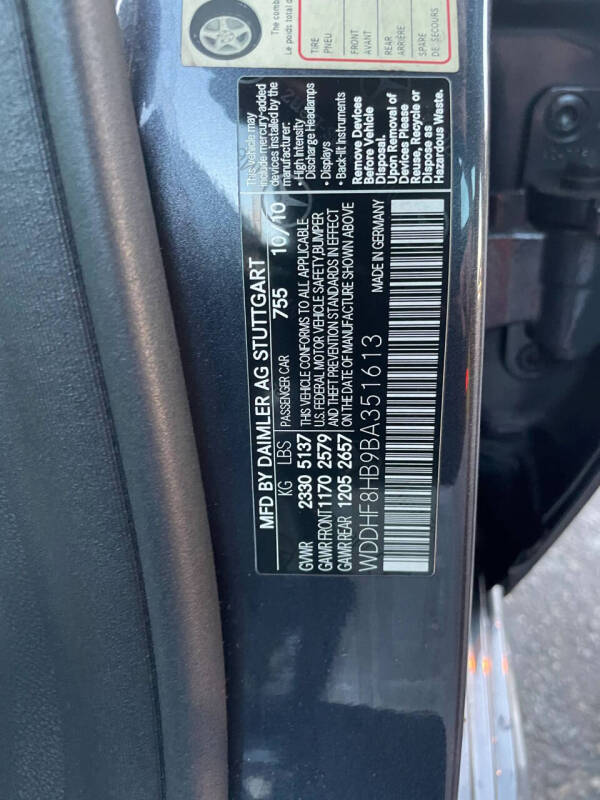 The comb
Le poids total d
TIRE
PNEU
FRONT
AVANT
REAR
ARRIÈRE
SPARE
DE SECOURS
MFD BY DAIMLER AG STUTTGART
KG LBS PASSENGER CAR 755 10/10
GVWR 2330 5137 THIS VEHICLE CONFORMS TO ALL APPLICABLE
GAWR FRONT 1170 2579 U.S. FEDERAL MOTOR VEHICLE SAFETY, BUMPER
AND THEFT PREVENTION STANDARDS IN EFFECT
GAWR REAR 1205 2657 ON THE DATE OF MANUFACTURE SHOWN ABOVE
WDDHF8HB9BA351613 MADE IN GERMANY
This vehicle may
include mercury-added
devices installed by the
manufacturer:
• High Intensity
Discharge Headlamps
• Displays
• Back-lit Instruments
Remove Devices
Before Vehicle
Disposal.
Upon Removal of
Devices Please
Reuse, Recycle or
Dispose as
Hazardous Waste.